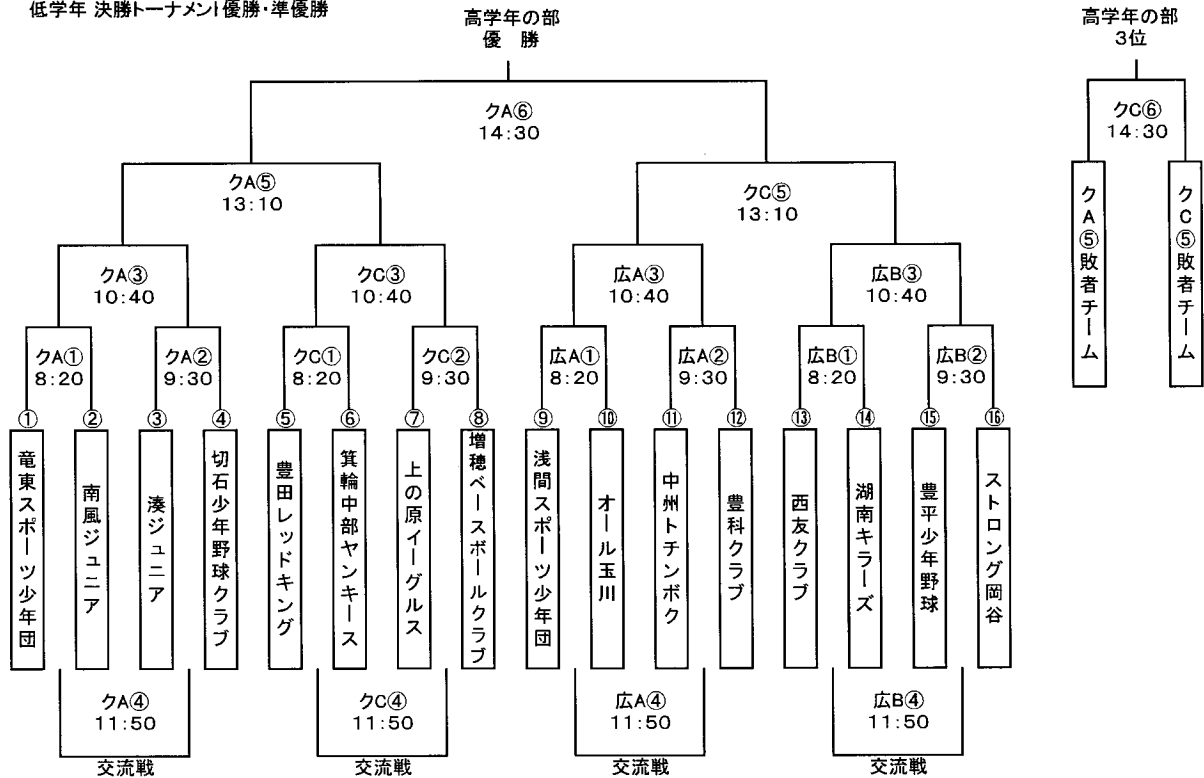 低学年 決勝トーナメント優勝・準優勝
高学年の部
優　勝
高学年の部
3位
クA⑥
14:30
クC⑥
14:30
クA⑤
13:10
クC⑤
13:10
クA⑤敗者チーム
クC⑤敗者チーム
クA③
10:40
クC③
10:40
広A③
10:40
広B③
10:40
クA①
8:20
クA②
9:30
クC①
8:20
クC②
9:30
広A①
8:20
広A②
9:30
広B①
8:20
広B②
9:30
①
竜東スポーツ少年団
②
南風ジュニア
③
湊ジュニア
④
切石少年野球クラブ
⑤
豊田レッドキング
⑥
箕輪中部ヤンキース
⑦
上の原イーグルス
⑧
増穂ベースボールクラブ
⑨
浅間スポーツ少年団
⑩
オール玉川
⑪
中州トチンボク
⑫
豊科クラブ
⑬
西友クラブ
⑭
湖南キラーズ
⑮
豊平少年野球
⑯
ストロング岡谷
クA④
11:50
交流戦
クC④
11:50
交流戦
広A④
11:50
交流戦
広B④
11:50
交流戦